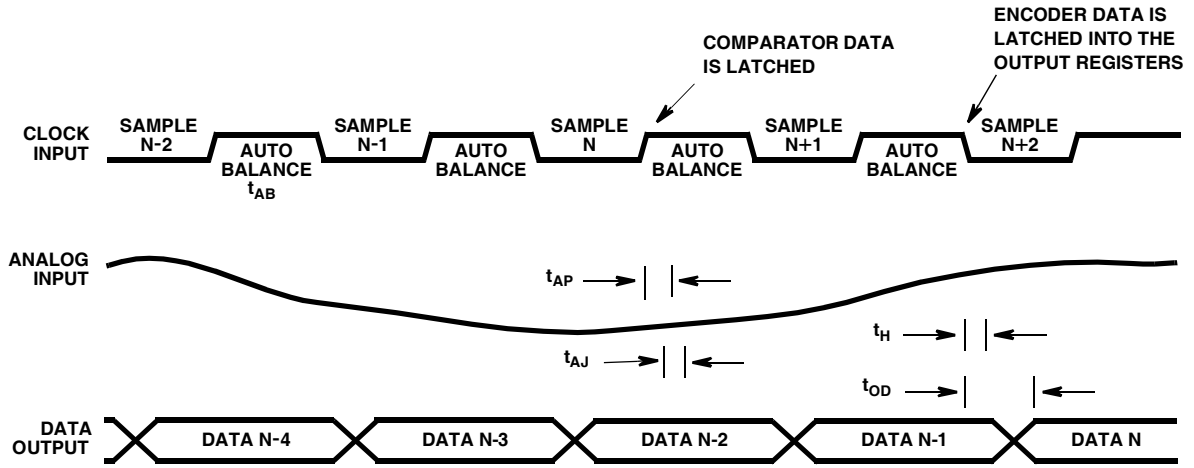 COMPARATOR DATA
IS LATCHED
ENCODER DATA IS
LATCHED INTO THE
OUTPUT REGISTERS
CLOCK
INPUT
SAMPLE
N-2
AUTO
BALANCE
tAB
SAMPLE
N-1
AUTO
BALANCE
SAMPLE
N
AUTO
BALANCE
SAMPLE
N+1
AUTO
BALANCE
SAMPLE
N+2
ANALOG
INPUT
tAP
tAJ
tH
tOD
DATA
OUTPUT
DATA N-4
DATA N-3
DATA N-2
DATA N-1
DATA N